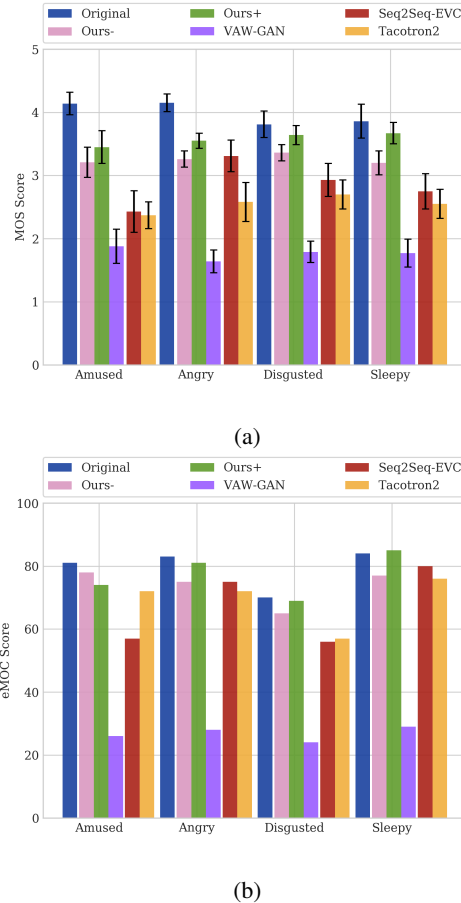 Original Ours+ Seq2Seq-EVC
Ours- VAW-GAN Tacotron2
5
4
3
2
1
0
MOS Score
Amused Angry Disgusted Sleepy
(a)
Original Ours+ Seq2Seq-EVC
Ours- VAW-GAN Tacotron2
100
80
60
40
20
0
eMOC Score
Amused Angry Disgusted Sleepy
(b)